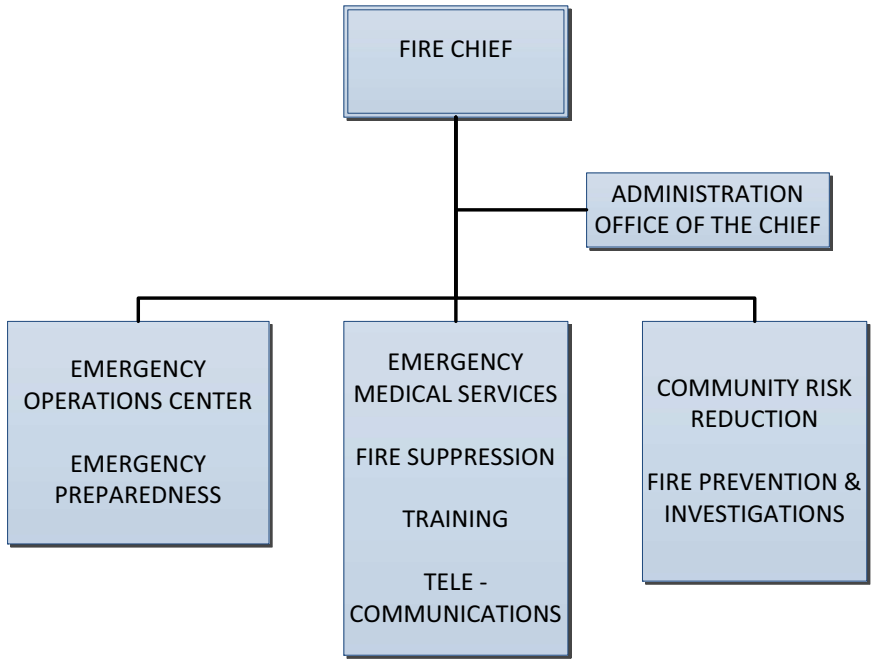 FIRE CHIEF
ADMINISTRATION
OFFICE OF THE CHIEF
EMERGENCY
OPERATIONS CENTER
EMERGENCY
PREPAREDNESS
EMERGENCY
MEDICAL SERVICES
FIRE SUPPRESSION
TRAINING
TELE -
COMMUNICATIONS
COMMUNITY RISK
REDUCTION
FIRE PREVENTION &
INVESTIGATIONS